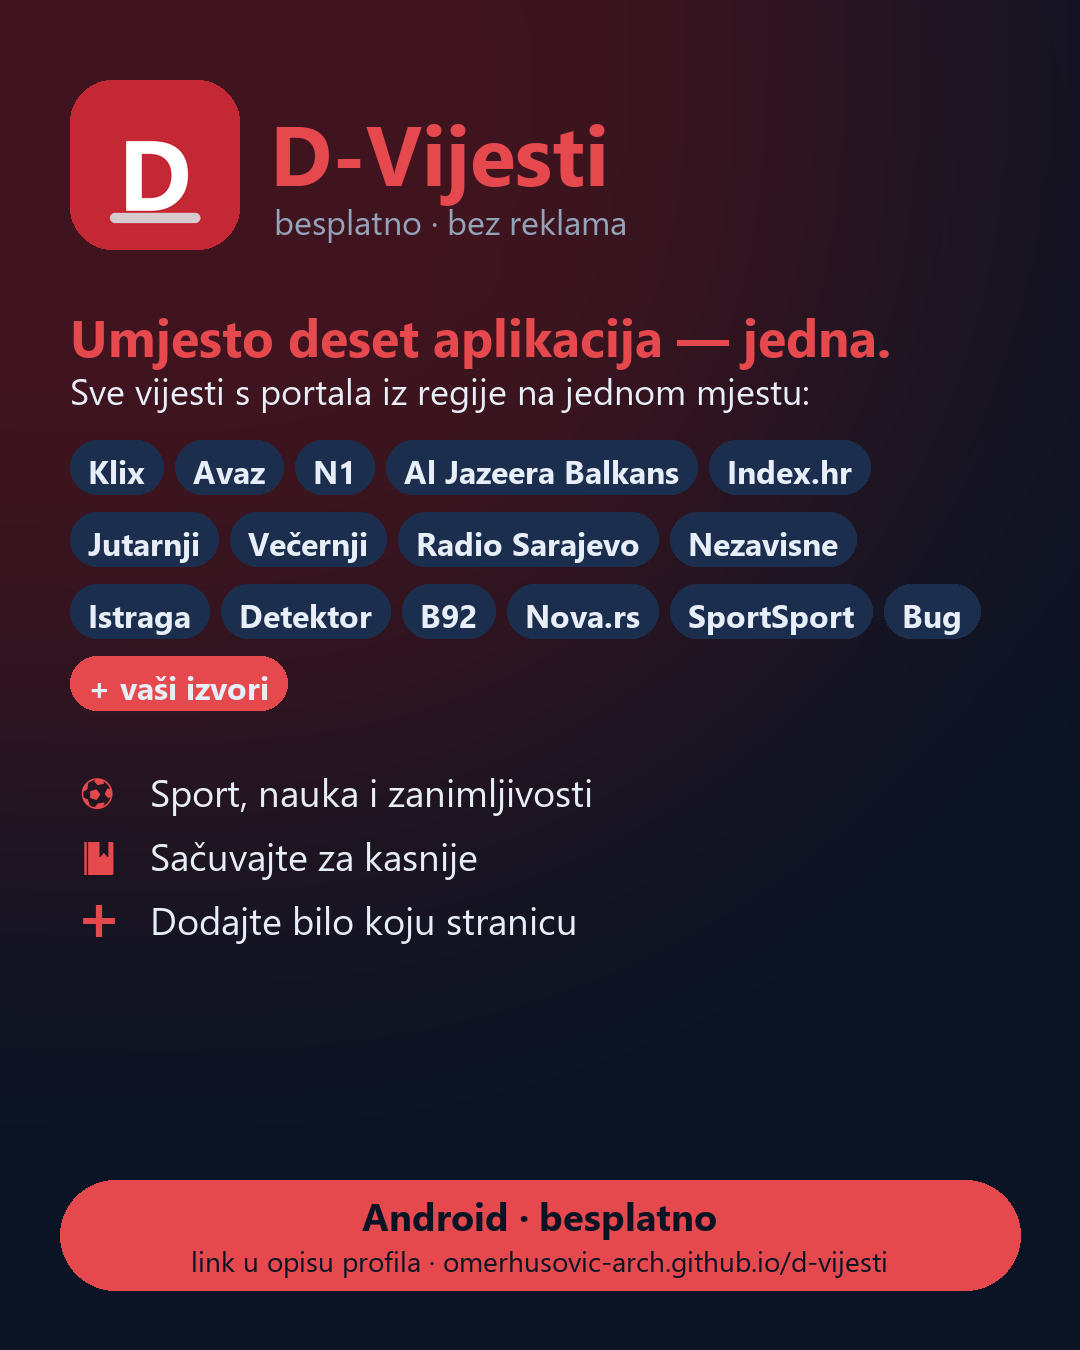 D
D-Vijesti
besplatno · bez reklama
Umjesto deset aplikacija — jedna.
Sve vijesti s portala iz regije na jednom mjestu:
Klix Avaz N1 Al Jazeera Balkans Index.hr
Jutarnji Večernji Radio Sarajevo Nezavisne
Istraga Detektor B92 Nova.rs SportSport Bug
+ vaši izvori
Sport, nauka i zanimljivosti
Sačuvajte za kasnije
Dodajte bilo koju stranicu
Android · besplatno
link u opisu profila · omerhusovic-arch.github.io/d-vijesti